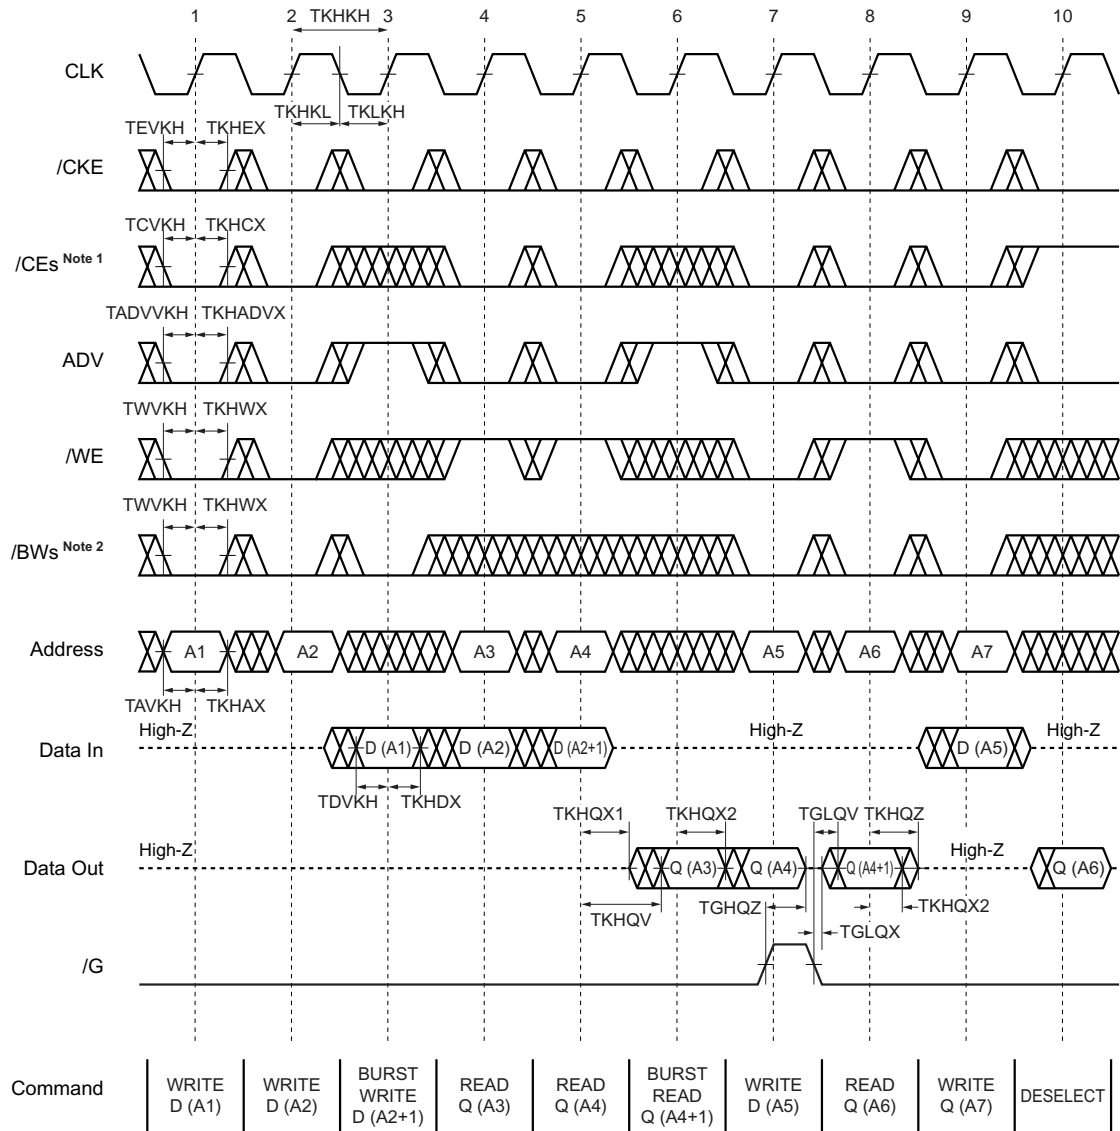 1 2 TKHKH 3 4 5 6 7 8 9 10
CLK
TKHKL TKLKH
TEVKH TKHEX
/CKE
TCVKH TKHCX
/CEs Note 1
TADVVKH TKHADVX
ADV
TWVKH TKHWX
/WE
TWVKH TKHWX
/BWs Note 2
Address A1 A2 A3 A4 A5 A6 A7
TAVKH TKHAX
High-Z High-Z High-Z
Data In D (A1) D (A2) D (A2+1) D (A5)
TDVKH TKHDX
TKHQX1 TKHQX2 TGLQV TKHQZ
High-Z High-Z
Data Out Q (A3) Q (A4) Q (A4+1) Q (A6)
TKHQV TGHQZ TKHQX2
TGLQX
/G
Command
WRITE
D (A1)
WRITE
D (A2)
BURST
WRITE
D (A2+1)
READ
Q (A3)
READ
Q (A4)
BURST
READ
Q (A4+1)
WRITE
D (A5)
READ
Q (A6)
WRITE
Q (A7)
DESELECT